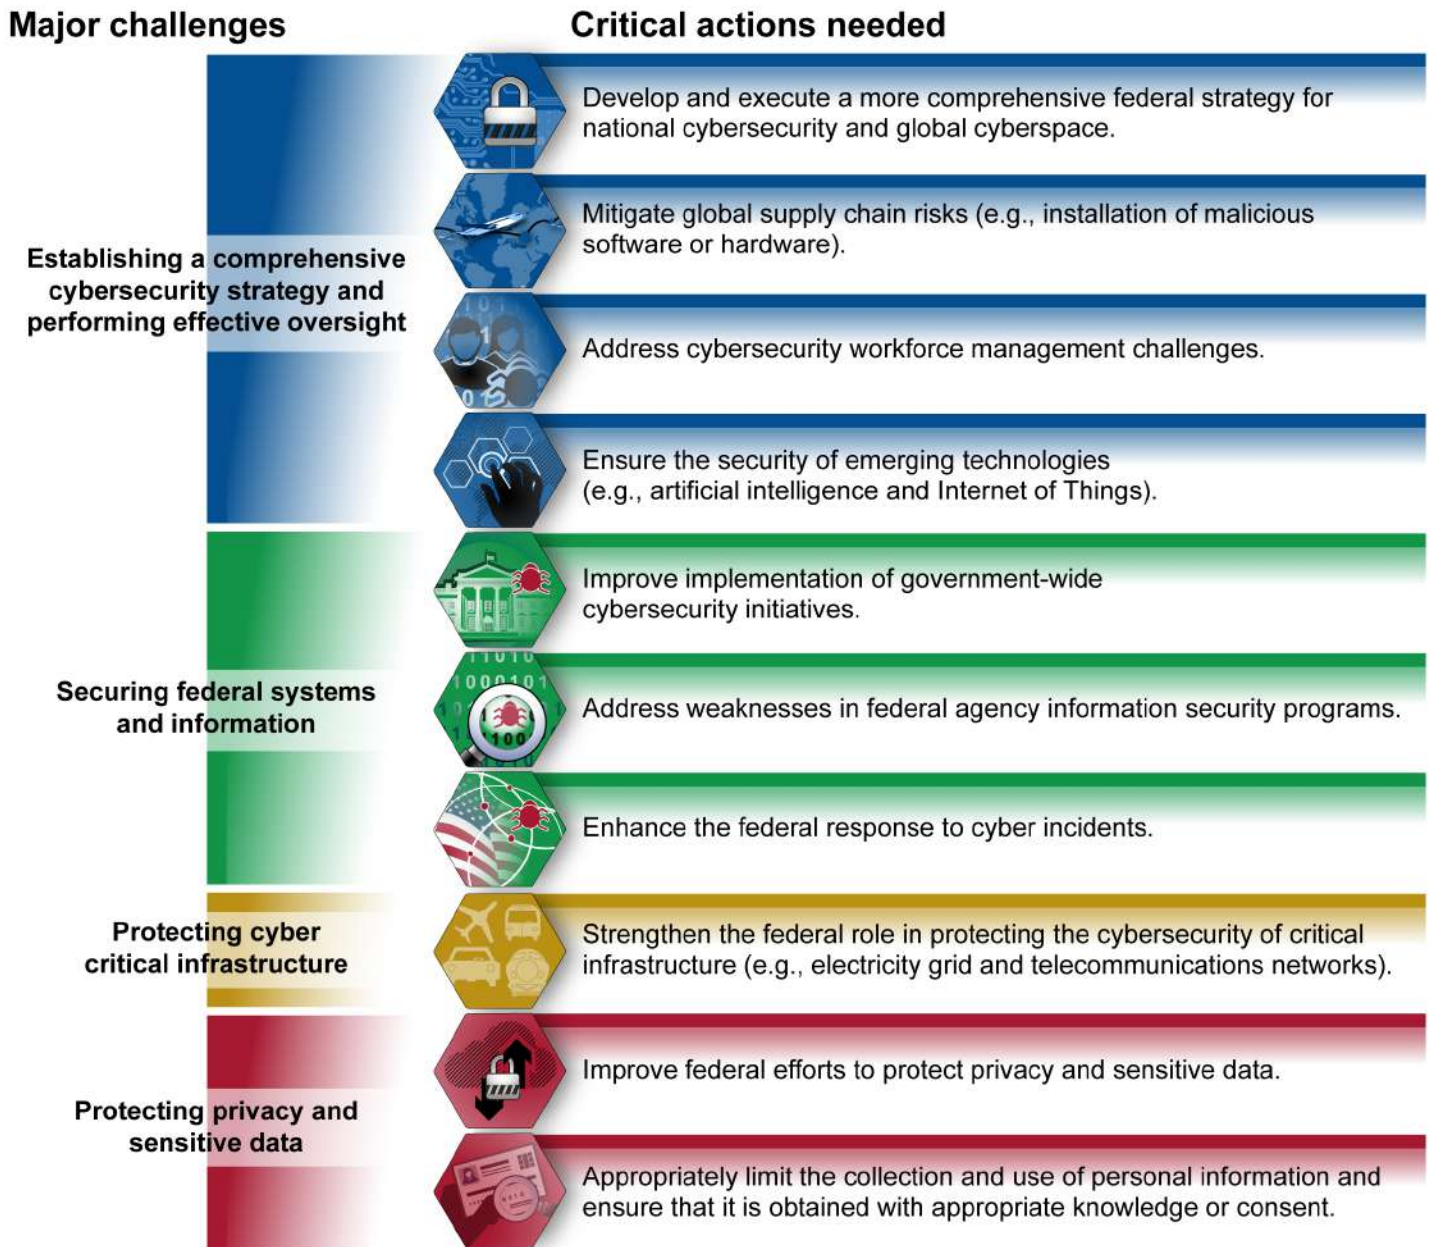 Major challenges
Critical actions needed
Establishing a comprehensive
cybersecurity strategy and
performing effective oversight
Develop and execute a more comprehensive federal strategy for
national cybersecurity and global cyberspace.
Mitigate global supply chain risks (e.g., installation of malicious
software or hardware).
101
1
01
Address cybersecurity workforce management challenges.
Ensure the security of emerging technologies
(e.g., artificial intelligence and Internet of Things).
Securing federal systems
and information
Improve implementation of government-wide
cybersecurity initiatives.
11010
1000101
100
Address weaknesses in federal agency information security programs.
Enhance the federal response to cyber incidents.
Protecting cyber
critical infrastructure
Strengthen the federal role in protecting the cybersecurity of critical
infrastructure (e.g., electricity grid and telecommunications networks).
Protecting privacy and
sensitive data
Improve federal efforts to protect privacy and sensitive data.
Appropriately limit the collection and use of personal information and
ensure that it is obtained with appropriate knowledge or consent.